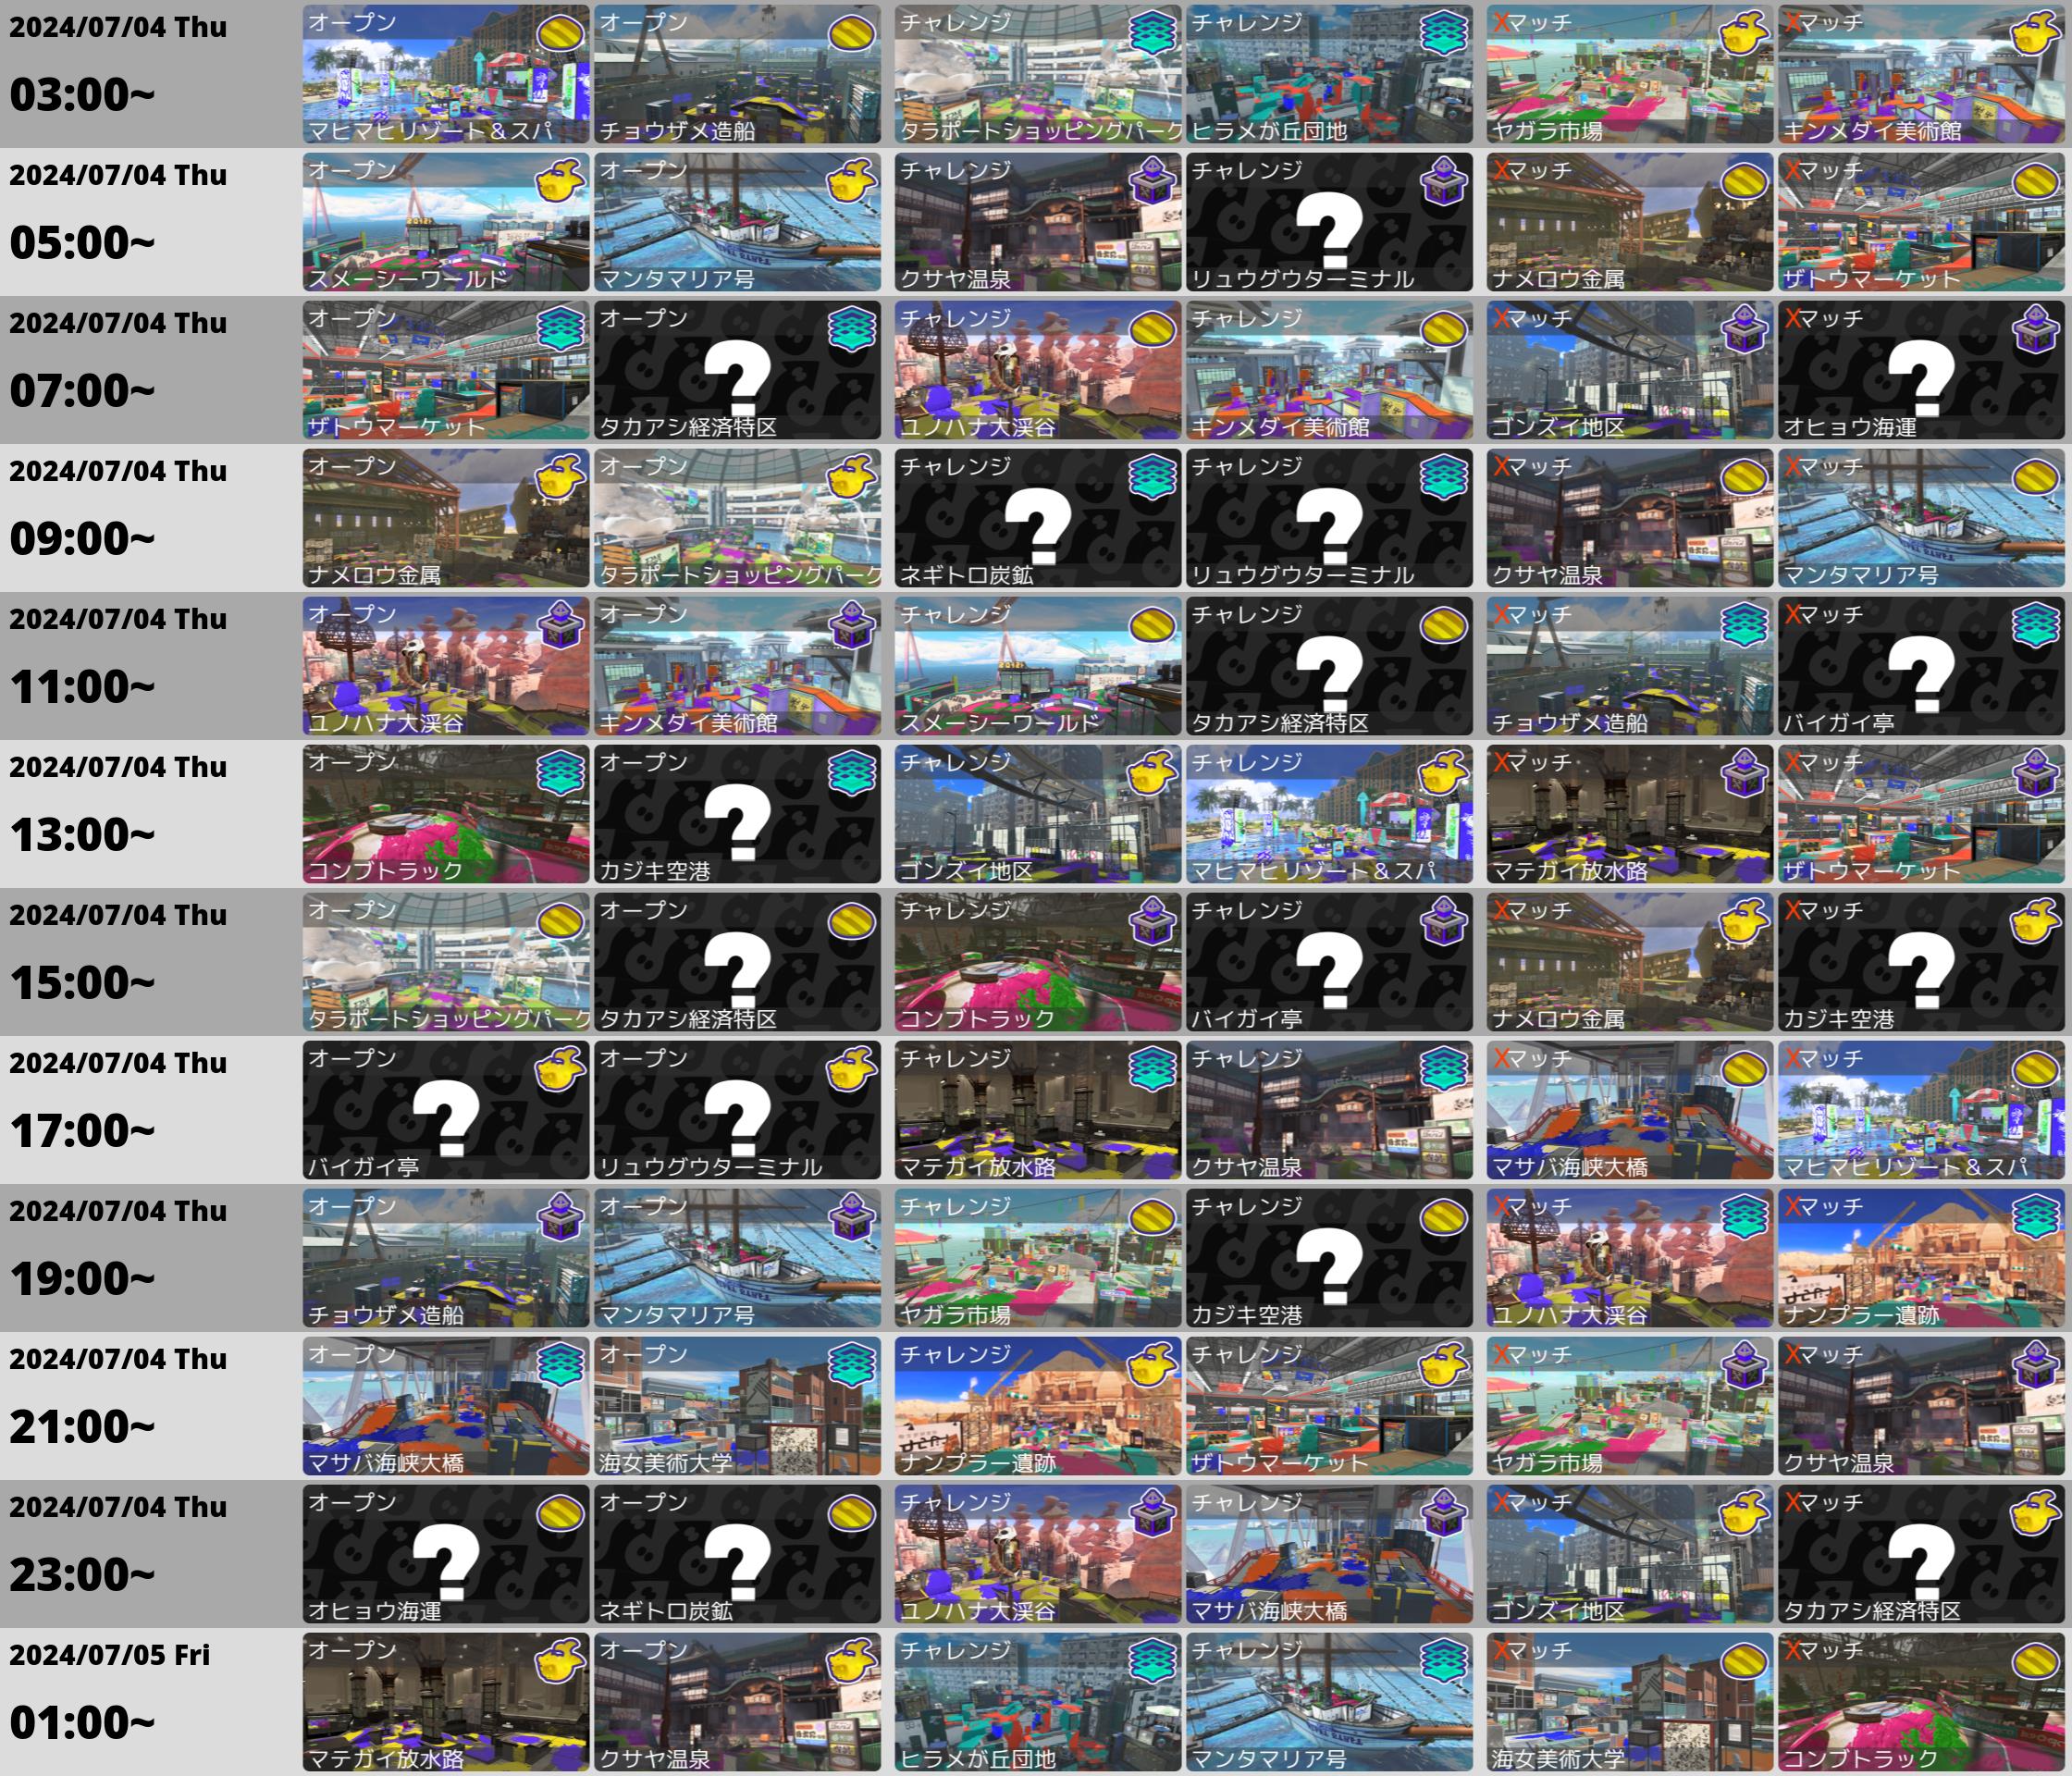 2024/07/04 Thu
03:00~
オープン
マヒマヒリゾート＆スパ
オープン
チョウザメ造船
チャレンジ
タラポートショッピングパーク
チャレンジ
ヒラメが丘団地
Xマッチ
ヤガラ市場
Xマッチ
キンメダイ美術館
2024/07/04 Thu
05:00~
オープン
スメーシーワールド
オープン
マンタマリア号
チャレンジ
クサヤ温泉
チャレンジ
?
リュウグウターミナル
Xマッチ
ナメロウ金属
Xマッチ
ザトウマーケット
2024/07/04 Thu
07:00~
オープン
ザトウマーケット
オープン
?
タカアシ経済特区
チャレンジ
ユノハナ大渓谷
チャレンジ
キンメダイ美術館
Xマッチ
ゴンズイ地区
Xマッチ
?
オヒョウ海運
2024/07/04 Thu
09:00~
オープン
ナメロウ金属
オープン
タラポートショッピングパーク
チャレンジ
?
ネギトロ炭鉱
チャレンジ
?
リュウグウターミナル
Xマッチ
クサヤ温泉
Xマッチ
マンタマリア号
2024/07/04 Thu
11:00~
オープン
ユノハナ大渓谷
オープン
キンメダイ美術館
チャレンジ
スメーシーワールド
チャレンジ
?
タカアシ経済特区
Xマッチ
チョウザメ造船
Xマッチ
?
バイガイ亭
2024/07/04 Thu
13:00~
オープン
コンブトラック
オープン
?
カジキ空港
チャレンジ
ゴンズイ地区
チャレンジ
マヒマヒリゾート＆スパ
Xマッチ
マテガイ放水路
Xマッチ
ザトウマーケット
2024/07/04 Thu
15:00~
オープン
タラポートショッピングパーク
オープン
?
タカアシ経済特区
チャレンジ
コンブトラック
チャレンジ
?
バイガイ亭
Xマッチ
ナメロウ金属
Xマッチ
?
カジキ空港
2024/07/04 Thu
17:00~
オープン
?
バイガイ亭
オープン
?
リュウグウターミナル
チャレンジ
マテガイ放水路
チャレンジ
クサヤ温泉
Xマッチ
マサバ海峡大橋
Xマッチ
マヒマヒリゾート＆スパ
2024/07/04 Thu
19:00~
オープン
チョウザメ造船
オープン
マンタマリア号
チャレンジ
ヤガラ市場
チャレンジ
?
カジキ空港
Xマッチ
ユノハナ大渓谷
Xマッチ
ナンプラー遺跡
2024/07/04 Thu
21:00~
オープン
マサバ海峡大橋
オープン
海女美術大学
チャレンジ
ナンプラー遺跡
チャレンジ
ザトウマーケット
Xマッチ
ヤガラ市場
Xマッチ
クサヤ温泉
2024/07/04 Thu
23:00~
オープン
?
オヒョウ海運
オープン
?
ネギトロ炭鉱
チャレンジ
ユノハナ大渓谷
チャレンジ
マサバ海峡大橋
Xマッチ
ゴンズイ地区
Xマッチ
?
タカアシ経済特区
2024/07/05 Fri
01:00~
オープン
マテガイ放水路
オープン
クサヤ温泉
チャレンジ
ヒラメが丘団地
チャレンジ
マンタマリア号
Xマッチ
海女美術大学
Xマッチ
コンブトラック